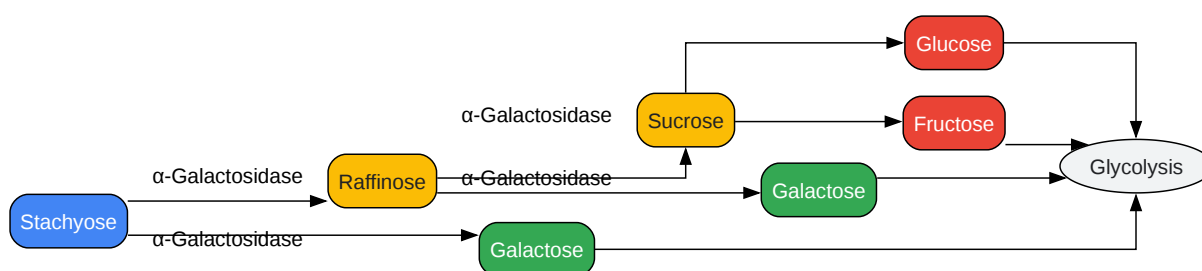 Glucose
α-Galactosidase
Sucrose
Fructose
Glycolysis
α-Galactosidase
Raffinose
α-Galactosidase
Galactose
Stachyose
α-Galactosidase
Galactose